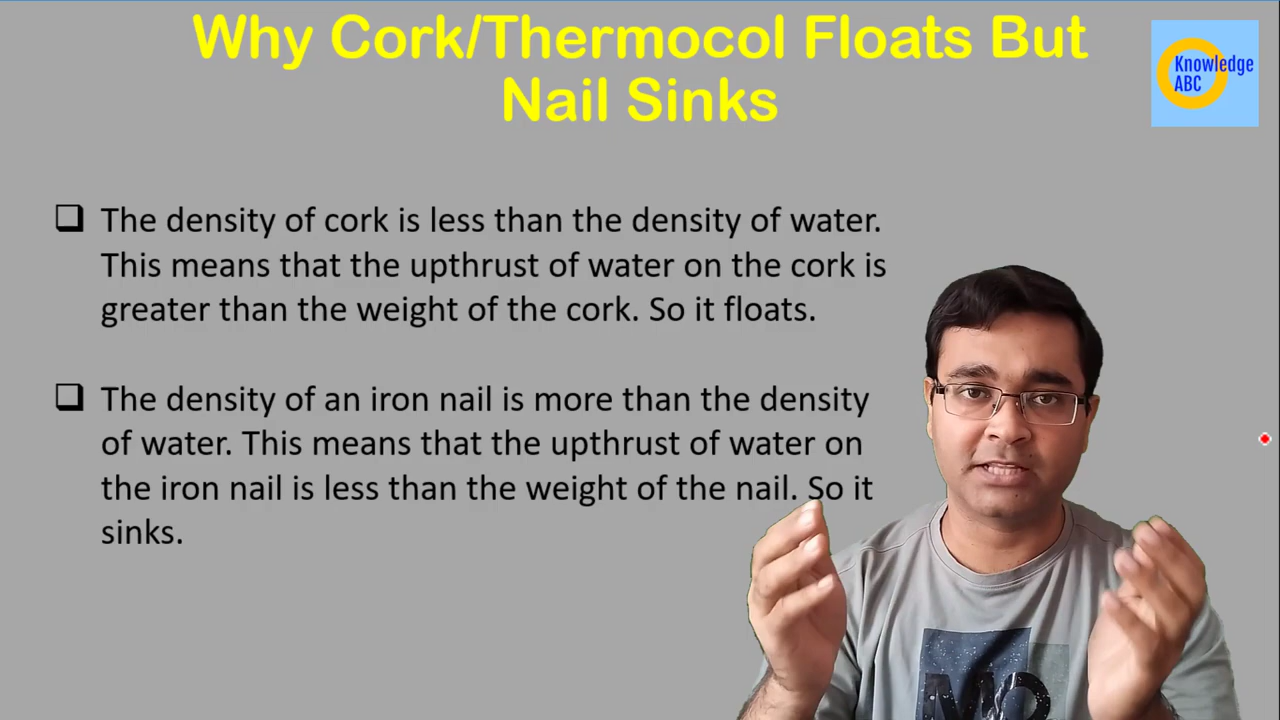 Why Cork/Thermocol Floats But
Nail Sinks
Knowledge
ABC
The density of cork is less than the density of water.
This means that the upthrust of water on the cork is
greater than the weight of the cork. So it floats.
The density of an iron nail is more than the density
of water. This means that the upthrust of water on
the iron nail is less than the weight of the nail. So it
sinks.